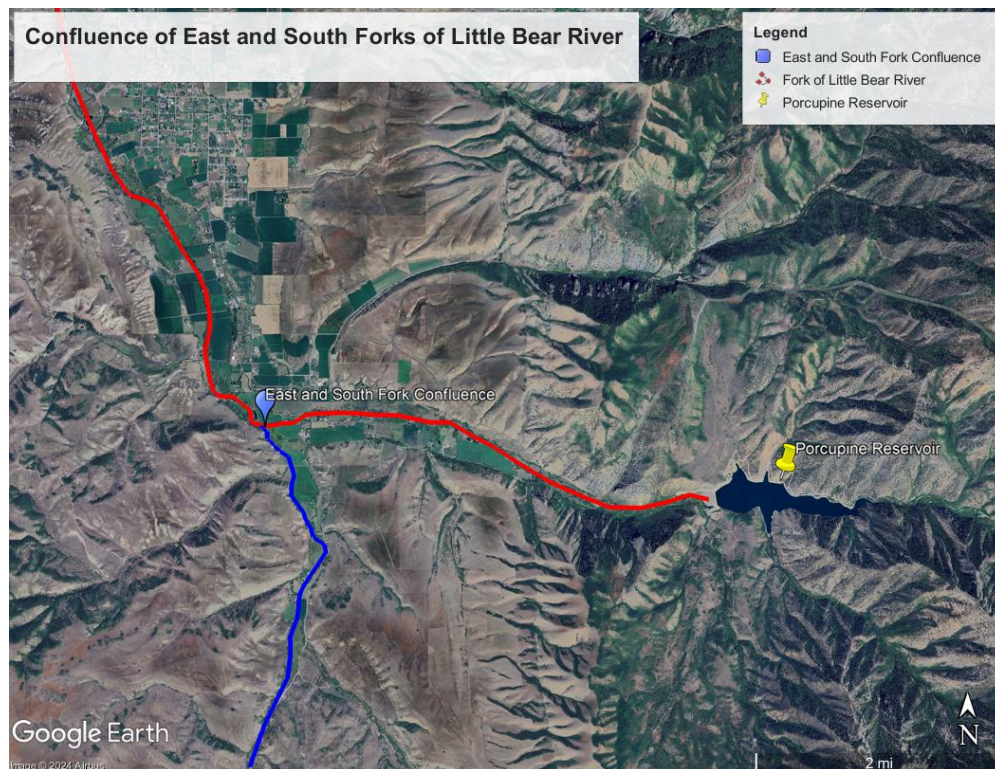 Confluence of East and South Forks of Little Bear River
Legend
East and South Fork Confluence
Fork of Little Bear River
Porcupine Reservoir
East and South Fork Confluence
Porcupine Reservoir
Google Earth
N
Image © 2024 Airbus
2 mi